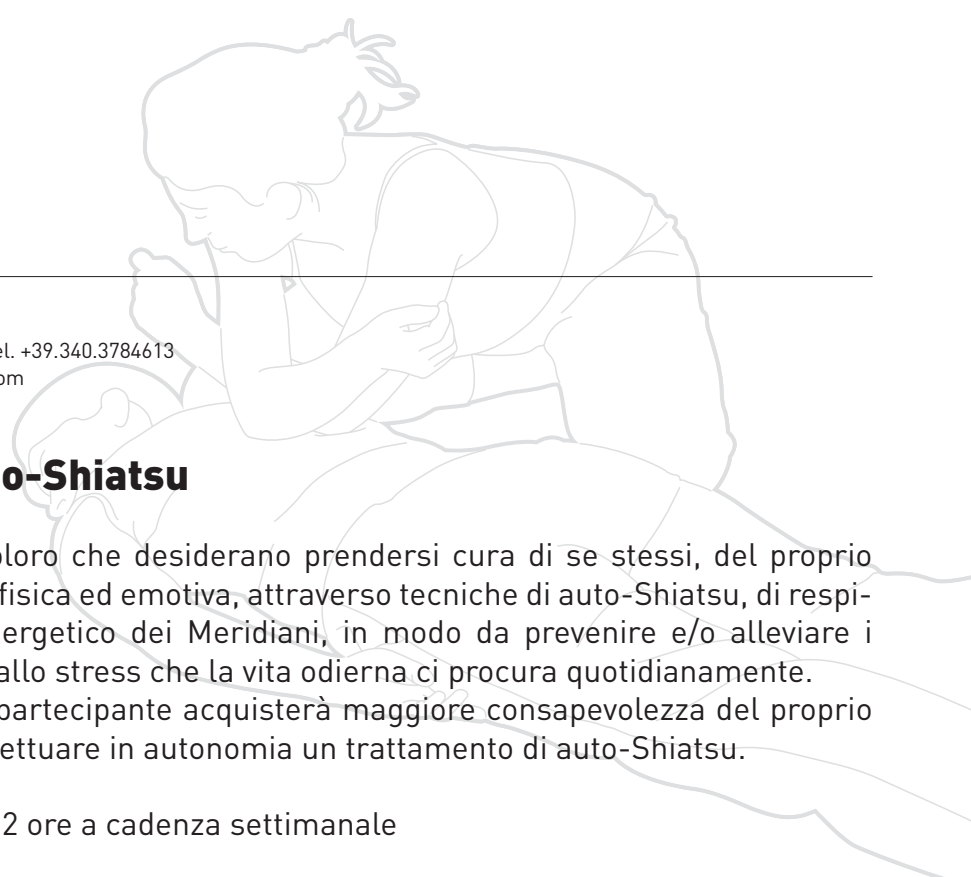 el. +39.340.3784613
om
o-Shiatsu
oloro che desiderano prendersi cura di se stessi, del proprio
fisica ed emotiva, attraverso tecniche di auto-Shiatsu, di respi-
ergetico dei Meridiani, in modo da prevenire e/o alleviare i
allo stress che la vita odierna ci procura quotidianamente.
partecipante acquisterà maggiore consapevolezza del proprio
ettuare in autonomia un trattamento di auto-Shiatsu.
2 ore a cadenza settimanale